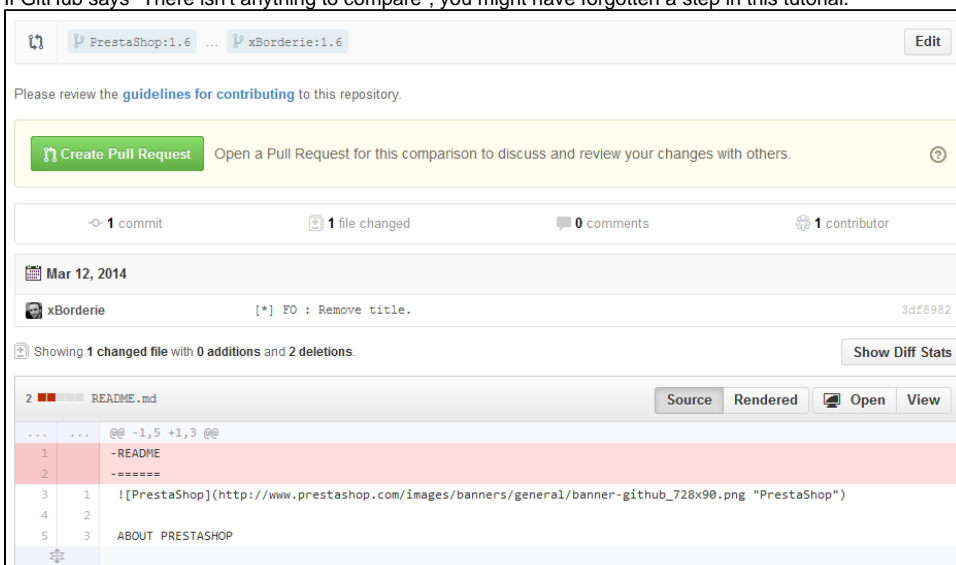 If GitHub says "There isn't anything to compare", you might have forgotten a step in this tutorial.
PrestaShop:1.6 ... xBorderie:1.6 Edit
Please review the guidelines for contributing to this repository.
Create Pull Request Open a Pull Request for this comparison to discuss and review your changes with others. ?
1 commit 1 file changed 0 comments 1 contributor
Mar 12, 2014
xBorderie [*] FO : Remove title. 3df8982
Showing 1 changed file with 0 additions and 2 deletions. Show Diff Stats
2 README.md Source Rendered Open View
... ... @@ -1,5 +1,3 @@
1 -README
2 -======
3 1 ![PrestaShop](http://www.prestashop.com/images/banners/general/banner-github_728x90.png "PrestaShop")
4 2
5 3 ABOUT PRESTASHOP